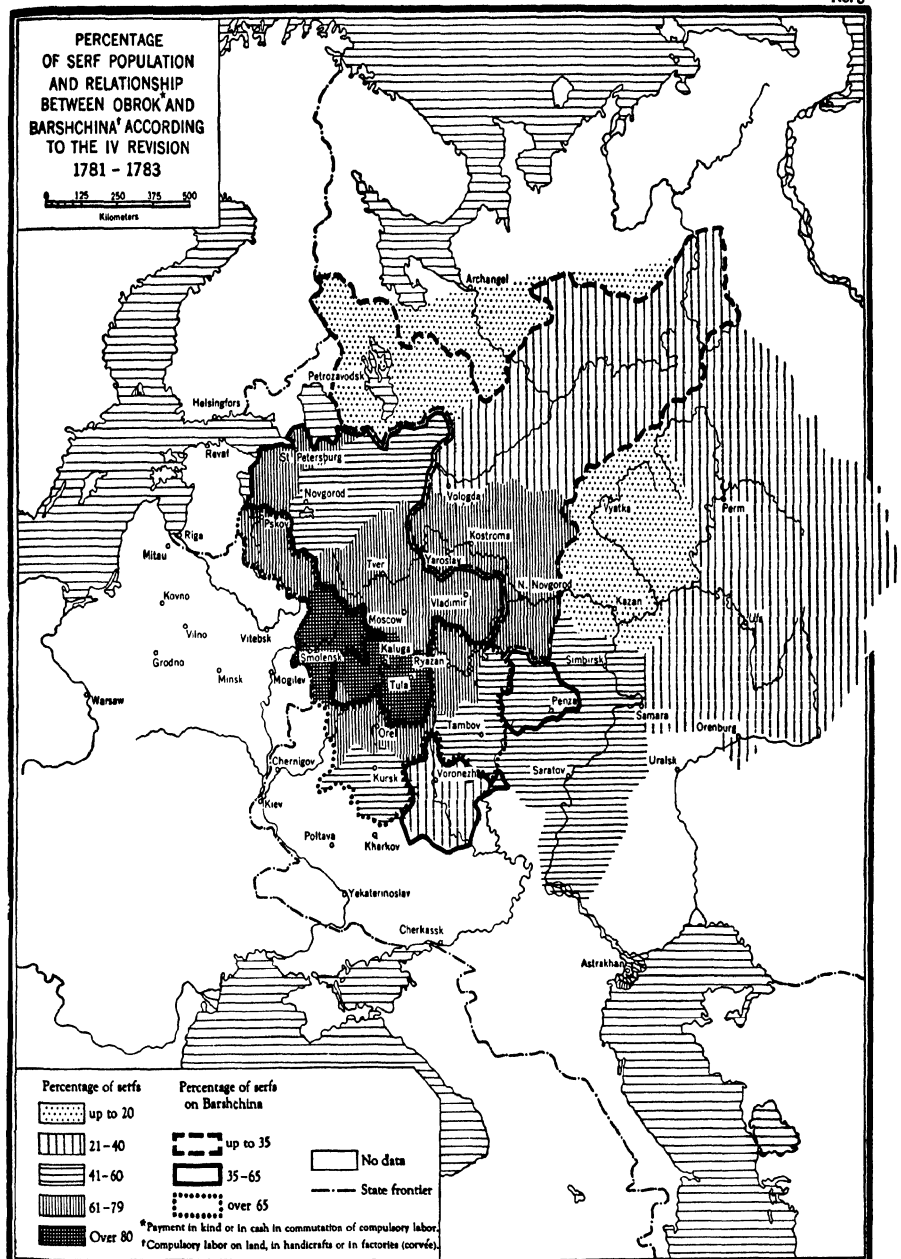 PERCENTAGE
OF SERF POPULATION
AND RELATIONSHIP
BETWEEN OBROK* AND
BARSHCHINA† ACCORDING
TO THE IV REVISION
1781 - 1783
0 125 250 375 500
Kilometers
Archangel
Petrozavodsk
Helsingfors
Reval
St. Petersburg
Novgorod
Vologda
Vyatka
Perm
Pskov
Riga
Mitau
Kostroma
Yaroslav
Tver
N. Novgorod
Kovno
Vladimir
Kazan
Moscow
Ufa
Vilno
Vitebsk
Kaluga
Grodno
Smolensk
Ryazan
Simbirsk
Minsk
Mogilev
Tula
Warsaw
Penza
Samara
Tambov
Orel
Orenburg
Chernigov
Kursk
Voronezh
Saratov
Uralsk
Kiev
Poltava
Kharkov
Yekaterinoslav
Cherkassk
Astrakhan
Percentage of serfs
up to 20
21-40
41-60
61-79
Over 80
Percentage of serfs
on Barshchina
up to 35
35-65
over 65
No data
State frontier
*Payment in kind or in cash in commutation of compulsory labor.
†Compulsory labor on land, in handicrafts or in factories (corvée).